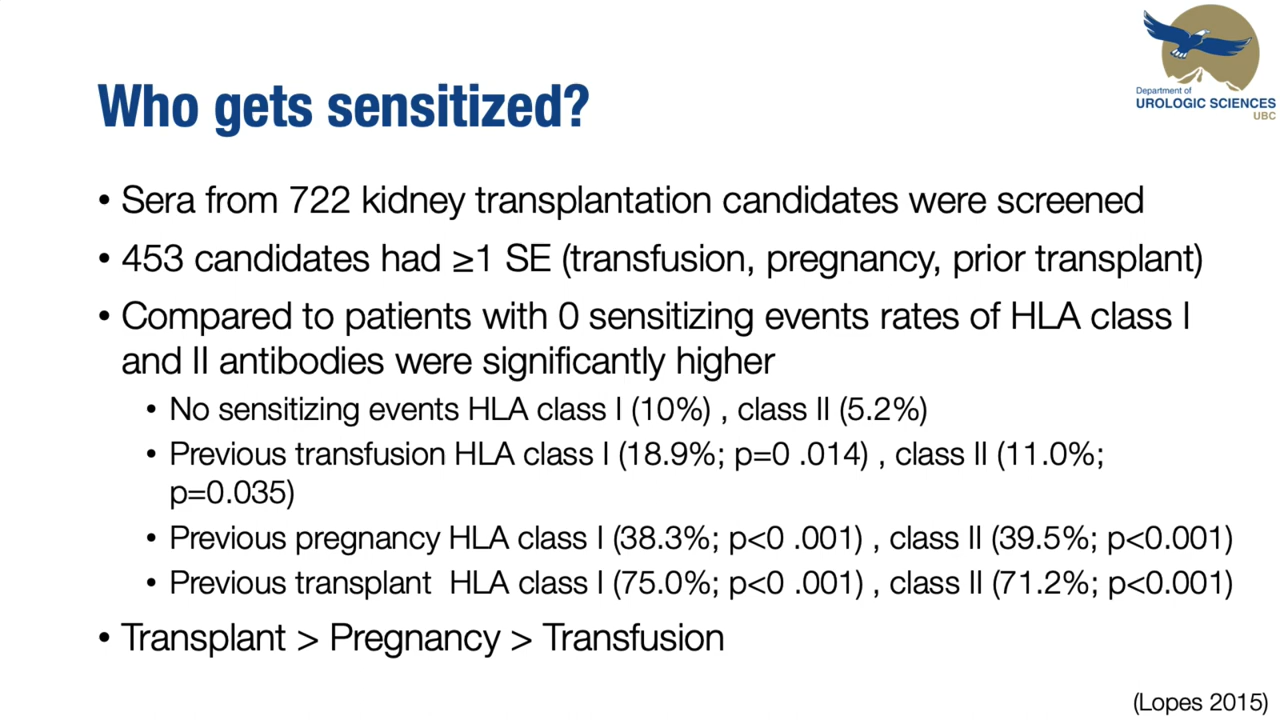 Department of
UROLOGIC SCIENCES
UBC
Who gets sensitized?
• Sera from 722 kidney transplantation candidates were screened
• 453 candidates had ≥1 SE (transfusion, pregnancy, prior transplant)
• Compared to patients with 0 sensitizing events rates of HLA class I
and II antibodies were significantly higher
• No sensitizing events HLA class I (10%) , class II (5.2%)
• Previous transfusion HLA class I (18.9%; p=0 .014) , class II (11.0%;
p=0.035)
• Previous pregnancy HLA class I (38.3%; p<0 .001) , class II (39.5%; p<0.001)
• Previous transplant  HLA class I (75.0%; p<0 .001) , class II (71.2%; p<0.001)
• Transplant > Pregnancy > Transfusion
(Lopes 2015)